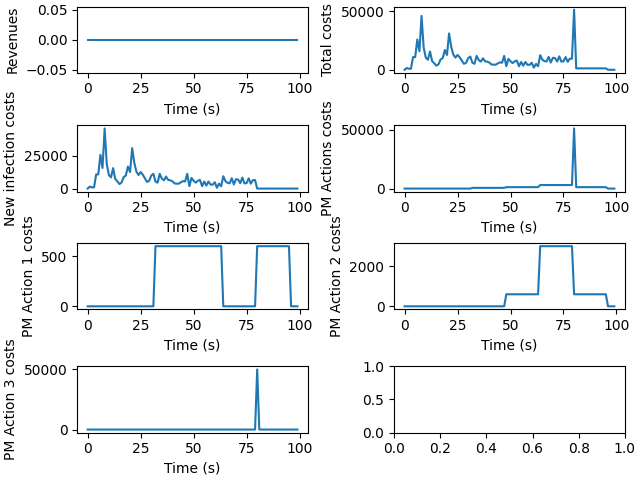 Revenues
0.05
0.00
−0.05
0 25 50 75 100
Time (s)
Total costs
50000
0
0 25 50 75 100
Time (s)
New infection costs
25000
0
0 25 50 75 100
Time (s)
PM Actions costs
50000
0
0 25 50 75 100
Time (s)
PM Action 1 costs
500
0
0 25 50 75 100
Time (s)
PM Action 2 costs
2000
0
0 25 50 75 100
Time (s)
PM Action 3 costs
50000
0
0 25 50 75 100
Time (s)
1.0
0.5
0.0
0.0 0.2 0.4 0.6 0.8 1.0